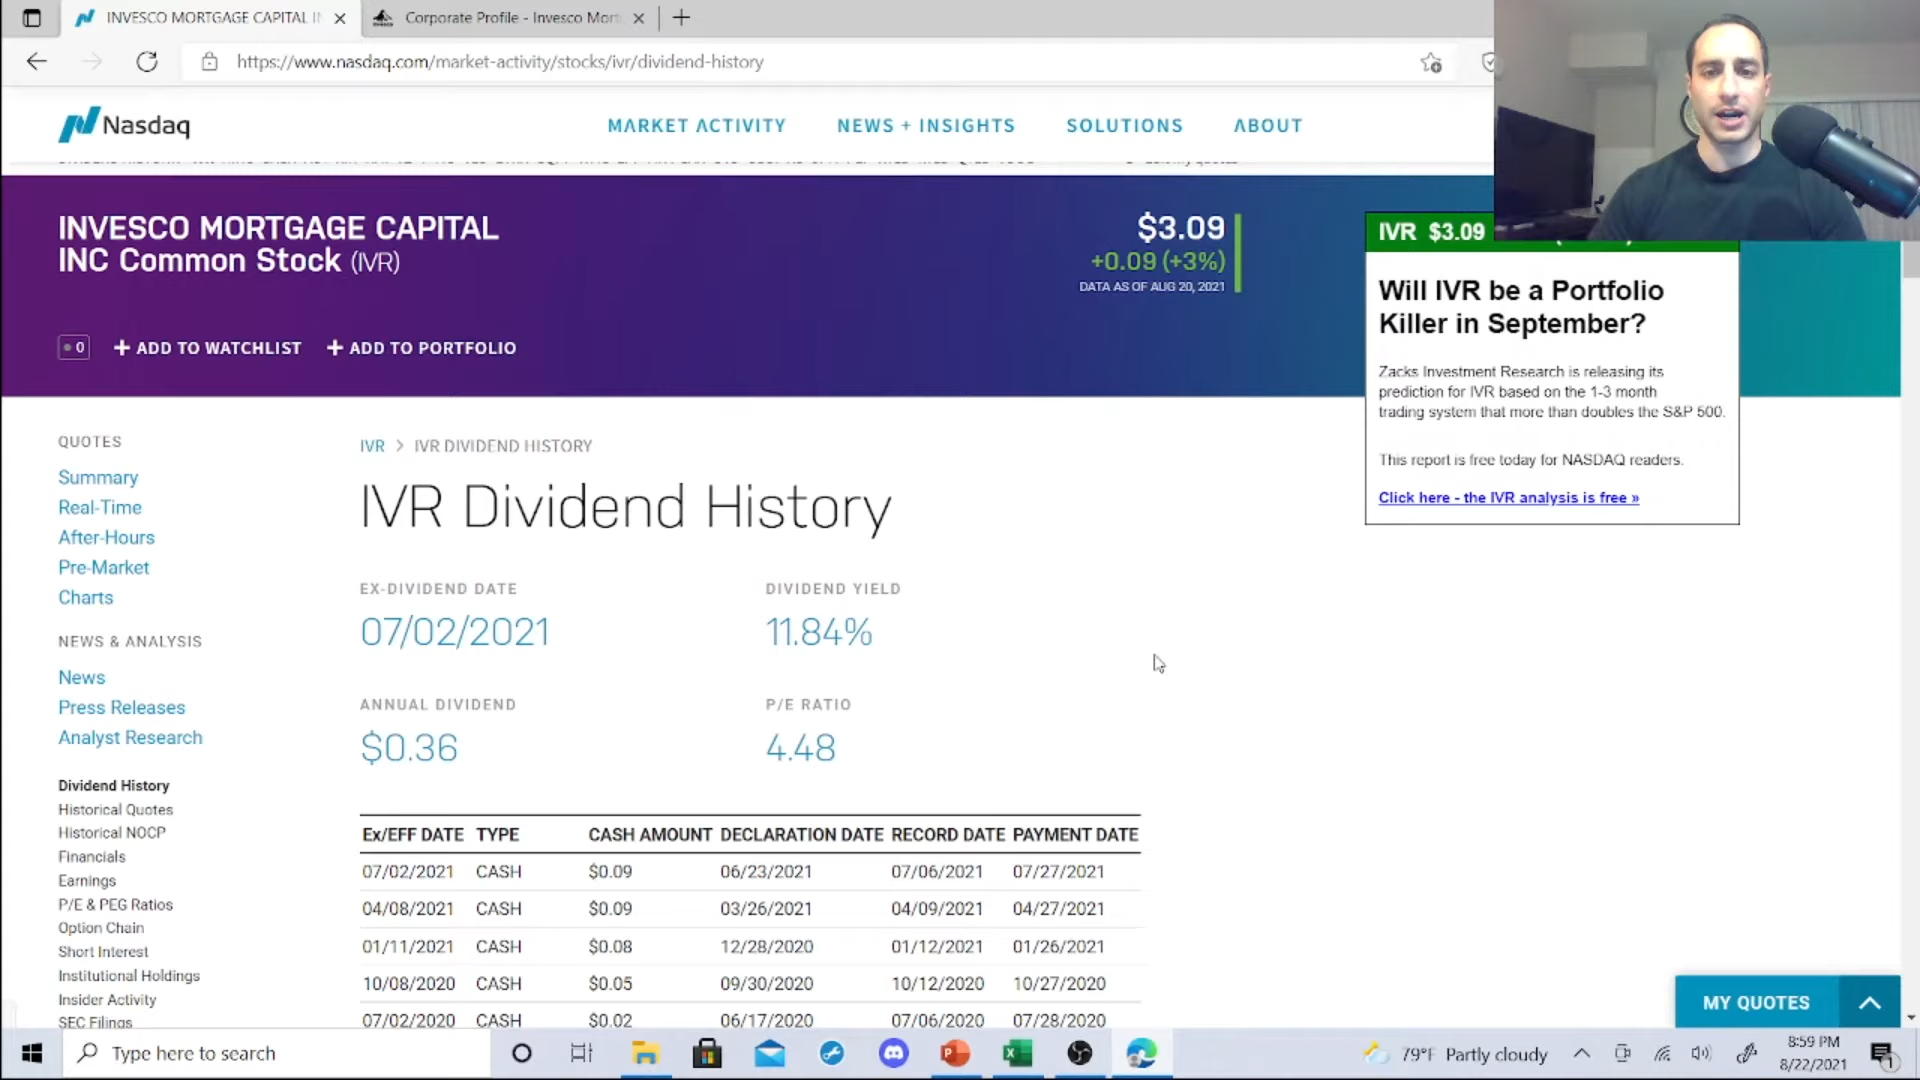 INVESCO MORTGAGE CAPITAL IN
Corporate Profile - Invesco Mort
https://www.nasdaq.com/market-activity/stocks/ivr/dividend-history
Nasdaq
MARKET ACTIVITY NEWS + INSIGHTS SOLUTIONS ABOUT
INVESCO MORTGAGE CAPITAL
INC Common Stock (IVR)
$3.09
+0.09 (+3%)
DATA AS OF AUG 20, 2021
0 + ADD TO WATCHLIST + ADD TO PORTFOLIO
IVR $3.09
Will IVR be a Portfolio
Killer in September?
Zacks Investment Research is releasing its
prediction for IVR based on the 1-3 month
trading system that more than doubles the S&P 500.
This report is free today for NASDAQ readers.
Click here - the IVR analysis is free »
QUOTES
Summary
Real-Time
After-Hours
Pre-Market
Charts
NEWS & ANALYSIS
News
Press Releases
Analyst Research
Dividend History
Historical Quotes
Historical NOCP
Financials
Earnings
P/E & PEG Ratios
Option Chain
Short Interest
Institutional Holdings
Insider Activity
SEC Filings
IVR > IVR DIVIDEND HISTORY
IVR Dividend History
EX-DIVIDEND DATE
07/02/2021
DIVIDEND YIELD
11.84%
ANNUAL DIVIDEND
$0.36
P/E RATIO
4.48
Ex/EFF DATE TYPE CASH AMOUNT DECLARATION DATE RECORD DATE PAYMENT DATE
07/02/2021 CASH $0.09 06/23/2021 07/06/2021 07/27/2021
04/08/2021 CASH $0.09 03/26/2021 04/09/2021 04/27/2021
01/11/2021 CASH $0.08 12/28/2020 01/12/2021 01/26/2021
10/08/2020 CASH $0.05 09/30/2020 10/12/2020 10/27/2020
07/02/2020 CASH $0.02 06/17/2020 07/06/2020 07/28/2020
MY QUOTES
Type here to search
79°F Partly cloudy
8:59 PM
8/22/2021
1